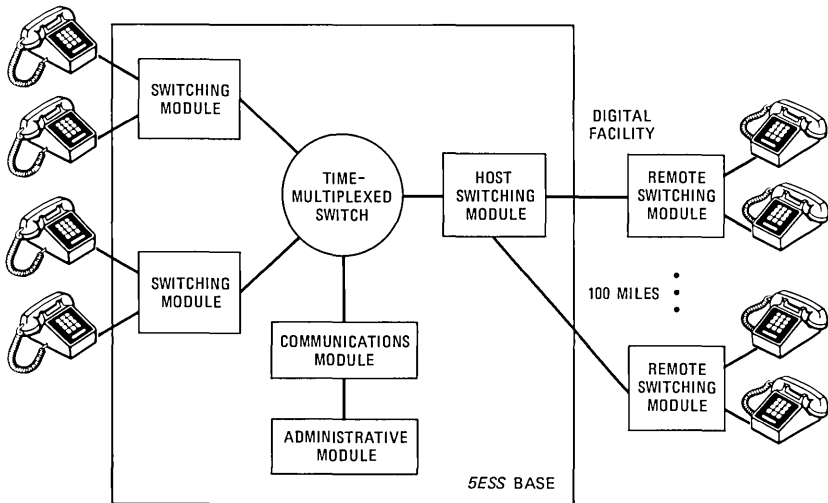 SWITCHING
MODULE
TIME-
MULTIPLEXED
SWITCH
HOST
SWITCHING
MODULE
DIGITAL
FACILITY
REMOTE
SWITCHING
MODULE
SWITCHING
MODULE
100 MILES
COMMUNICATIONS
MODULE
REMOTE
SWITCHING
MODULE
ADMINISTRATIVE
MODULE
5ESS BASE